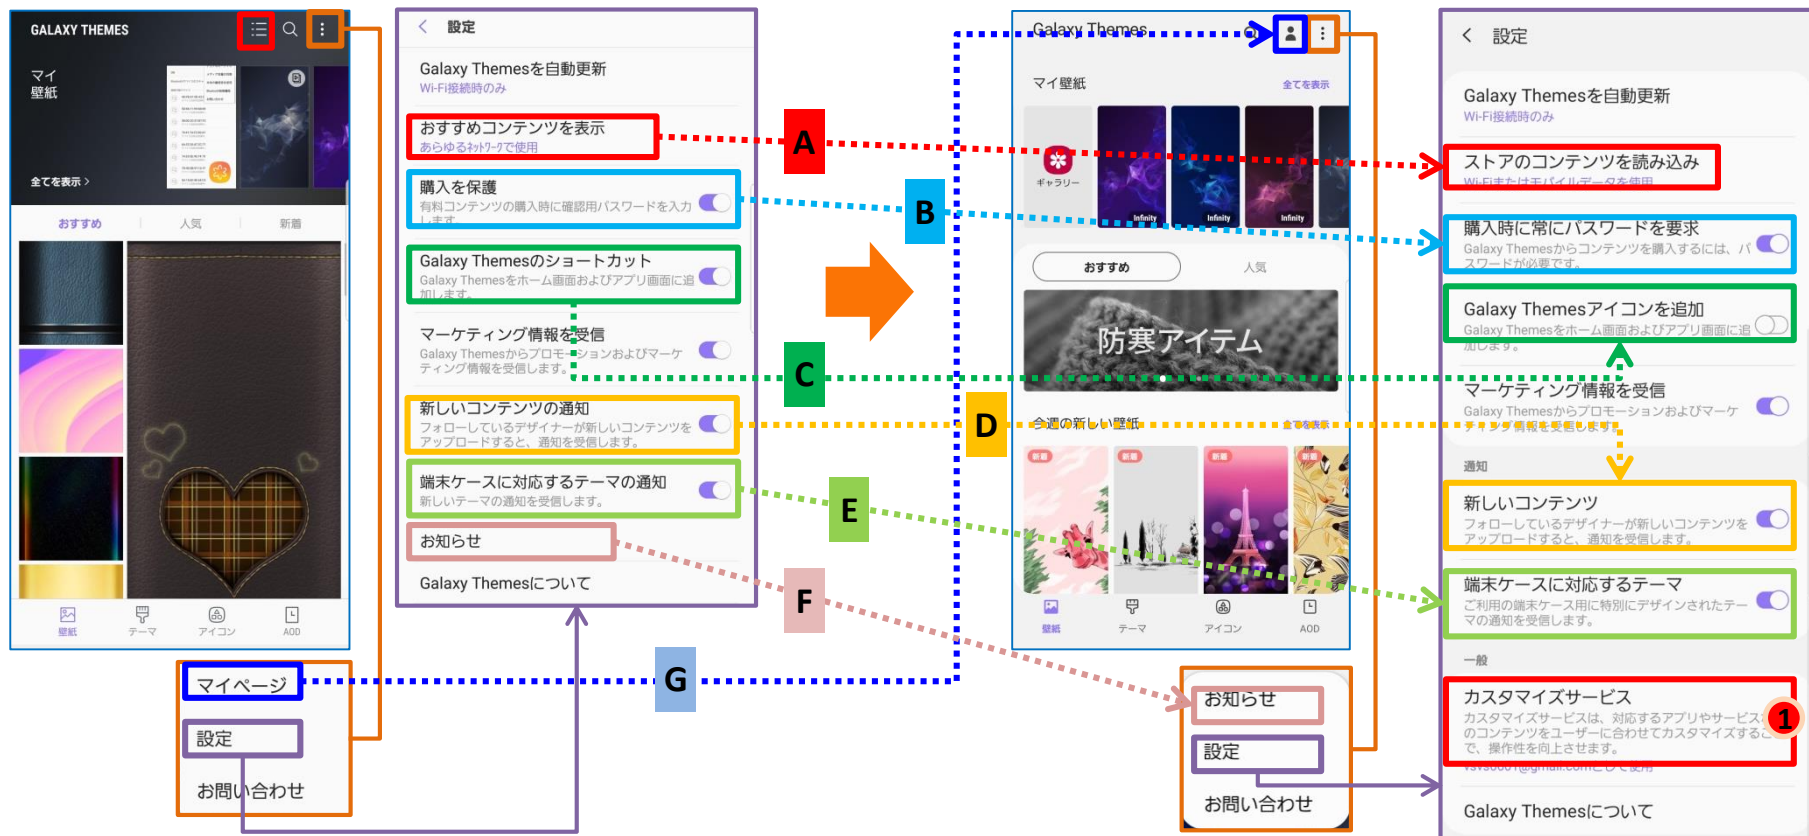 GALAXY THEMES
マイ
壁紙
全てを表示 >
おすすめ
人気
新着
壁紙
テーマ
アイコン
AOD
マイページ
設定
お問い合わせ
設定
Galaxy Themesを自動更新
Wi-Fi接続時のみ
おすすめコンテンツを表示
あらゆるネットワークで使用
購入を保護
有料コンテンツの購入時に確認用パスワードを入力
します。
Galaxy Themesのショートカット
Galaxy Themesをホーム画面およびアプリ画面に追
加します。
マーケティング情報を受信
Galaxy Themesからプロモーションおよびマーケ
ティング情報を受信します。
新しいコンテンツの通知
フォローしているデザイナーが新しいコンテンツを
アップロードすると、通知を受信します。
端末ケースに対応するテーマの通知
新しいテーマの通知を受信します。
お知らせ
Galaxy Themesについて
A
B
C
D
E
F
G
Galaxy Themes
マイ壁紙
全てを表示
ギャラリー
Infinity
Infinity
Infinity
おすすめ
人気
防寒アイテム
今週の新しい壁紙
全てを表示
新着
新着
新着
新着
壁紙
テーマ
アイコン
AOD
お知らせ
設定
お問い合わせ
設定
Galaxy Themesを自動更新
Wi-Fi接続時のみ
ストアのコンテンツを読み込み
Wi-Fiまたはモバイルデータを使用
購入時に常にパスワードを要求
Galaxy Themesからコンテンツを購入するには、パ
スワードが必要です。
Galaxy Themesアイコンを追加
Galaxy Themesをホーム画面およびアプリ画面に追
加します。
マーケティング情報を受信
Galaxy Themesからプロモーションおよびマーケ
ティング情報を受信します。
通知
新しいコンテンツ
フォローしているデザイナーが新しいコンテンツを
アップロードすると、通知を受信します。
端末ケースに対応するテーマ
ご利用の端末ケース用に特別にデザインされたテー
マの通知を受信します。
一般
カスタマイズサービス
カスタマイズサービスは、対応するアプリやサービス
のコンテンツをユーザーに合わせてカスタマイズするこ
で、操作性を向上させます。
1
Galaxy Themesについて